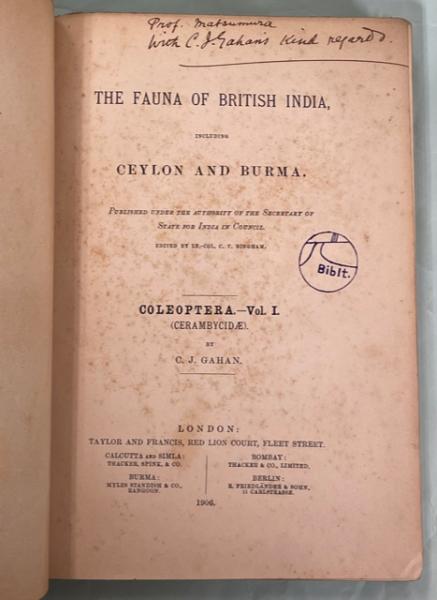 Prof. Matsumura
With C. J. Gahan's kind regards.
THE FAUNA OF BRITISH INDIA,
INCLUDING
CEYLON AND BURMA.
PUBLISHED UNDER THE AUTHORITY OF THE SECRETARY OF
STATE FOR INDIA IN COUNCIL.
EDITED BY LT.-COL. C. T. BINGHAM.
Biblt.
COLEOPTERA.—Vol. I.
(CERAMBYCIDÆ).
BY
C. J. GAHAN.
LONDON:
TAYLOR AND FRANCIS, RED LION COURT, FLEET STREET.
CALCUTTA AND SIMLA:
THACKER, SPINK, & CO.
BOMBAY:
THACKER & CO., LIMITED.
BURMA:
MYLES STANDISH & CO.,
RANGOON.
BERLIN:
R. FRIEDLÄNDER & SOHN,
11 CARLSTRASSE.
1906.